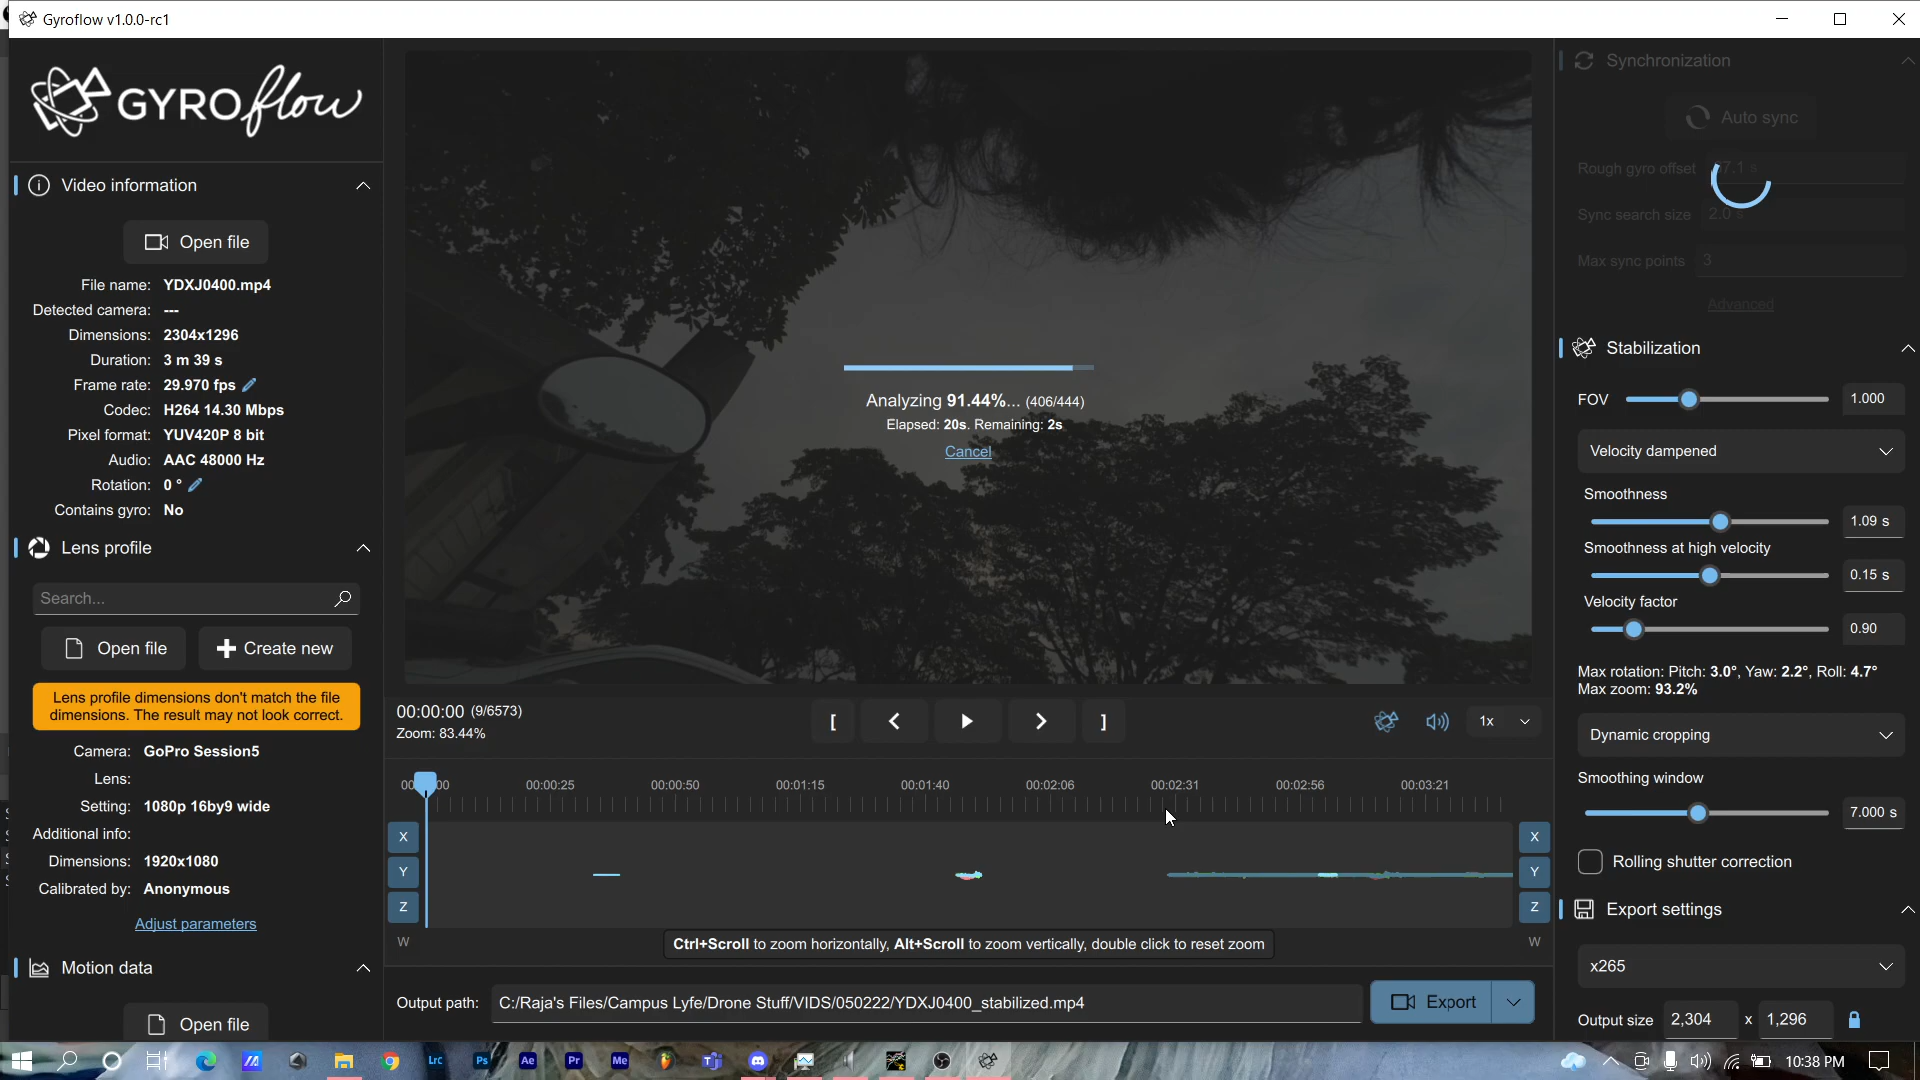 Gyroflow v1.0.0-rc1
GYROflow
Video information
Open file
File name: YDXJ0400.mp4
Detected camera: ---
Dimensions: 2304x1296
Duration: 3 m 39 s
Frame rate: 29.970 fps
Codec: H264 14.30 Mbps
Pixel format: YUV420P 8 bit
Audio: AAC 48000 Hz
Rotation: 0 °
Contains gyro: No
Lens profile
Search...
Open file
Create new
Lens profile dimensions don't match the file
dimensions. The result may not look correct.
Camera: GoPro Session5
Lens:
Setting: 1080p 16by9 wide
Additional info:
Dimensions: 1920x1080
Calibrated by: Anonymous
Adjust parameters
Motion data
Open file
Analyzing 91.44%... (406/444)
Elapsed: 20s. Remaining: 2s
Cancel
00:00:00 (9/6573)
Zoom: 83.44%
[
]
1x
00:00:25 00:00:50 00:01:15 00:01:40 00:02:06 00:02:31 00:02:56 00:03:21
X X
Y Y
Z Z
W W
Ctrl+Scroll to zoom horizontally, Alt+Scroll to zoom vertically, double click to reset zoom
Output path: C:/Raja's Files/Campus Lyfe/Drone Stuff/VIDS/050222/YDXJ0400_stabilized.mp4
Export
Synchronization
Auto sync
Rough gyro offset
Sync search size 2.0 s
Max sync points 3
Advanced
Stabilization
FOV 1.000
Velocity dampened
Smoothness
1.09 s
Smoothness at high velocity
0.15 s
Velocity factor
0.90
Max rotation: Pitch: 3.0°, Yaw: 2.2°, Roll: 4.7°
Max zoom: 93.2%
Dynamic cropping
Smoothing window
7.000 s
Rolling shutter correction
Export settings
x265
Output size 2,304 x 1,296
Lrc Ps Ae Pr Me
10:38 PM